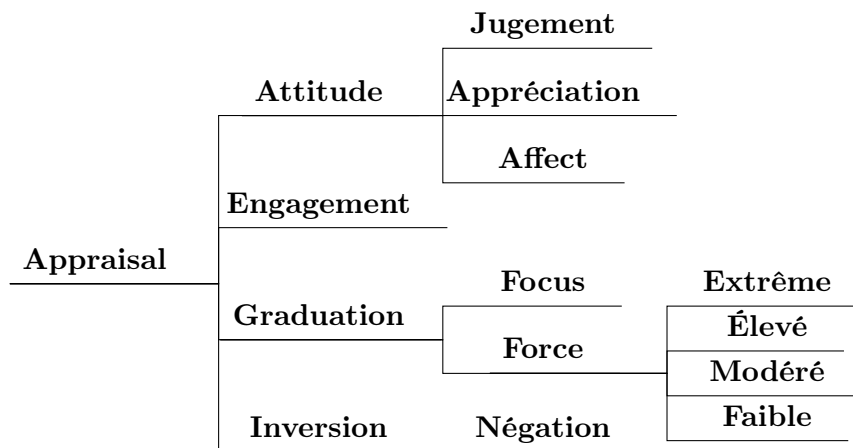 Jugement
Attitude
Appréciation
Affect
Engagement
Appraisal
Focus
Extrême
Graduation
Élevé
Force
Modéré
Inversion
Négation
Faible